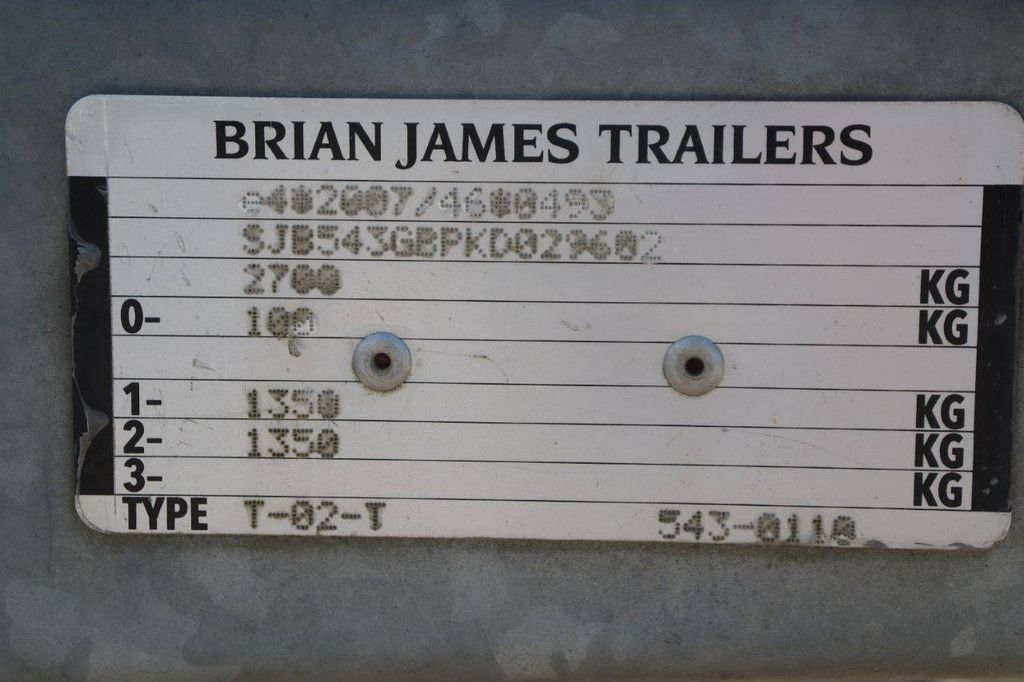 BRIAN JAMES TRAILERS
e4*2007/46*0493
SJB543GBPKD029602
2700 KG
0- 100 KG
1- 1350 KG
2- 1350 KG
3- KG
TYPE T-02-T 543-0110